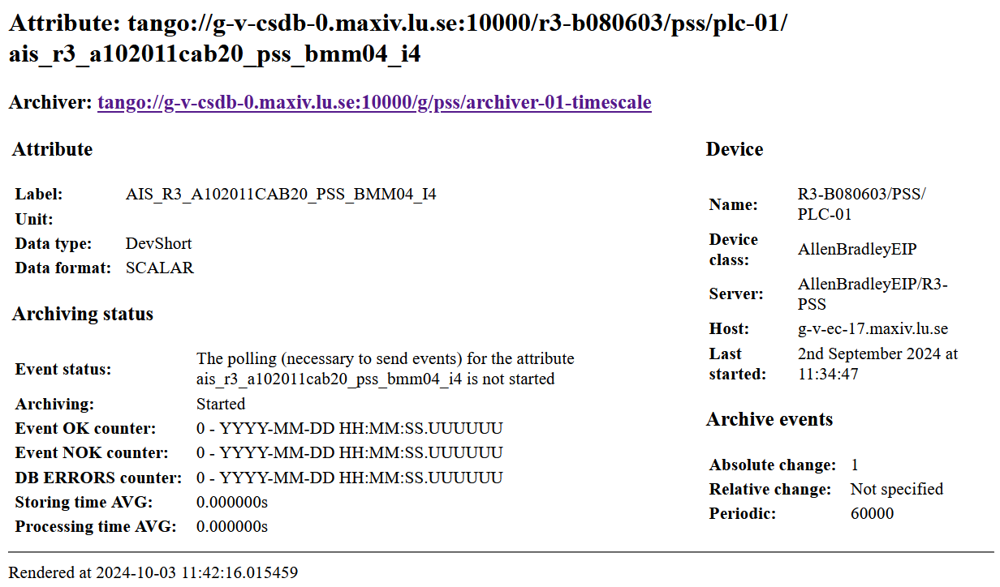 Attribute: tango://g-v-csdb-0.maxiv.lu.se:10000/r3-b080603/pss/plc-01/
ais_r3_a102011cab20_pss_bmm04_i4
Archiver: tango://g-v-csdb-0.maxiv.lu.se:10000/g/pss/archiver-01-timescale
Attribute
Label: AIS_R3_A102011CAB20_PSS_BMM04_I4
Unit:
Data type: DevShort
Data format: SCALAR
Archiving status
Event status: The polling (necessary to send events) for the attribute
ais_r3_a102011cab20_pss_bmm04_i4 is not started
Archiving: Started
Event OK counter: 0 - YYYY-MM-DD HH:MM:SS.UUUUUU
Event NOK counter: 0 - YYYY-MM-DD HH:MM:SS.UUUUUU
DB ERRORS counter: 0 - YYYY-MM-DD HH:MM:SS.UUUUUU
Storing time AVG: 0.000000s
Processing time AVG: 0.000000s
Device
Name: R3-B080603/PSS/
PLC-01
Device
class: AllenBradleyEIP
Server: AllenBradleyEIP/R3-
PSS
Host: g-v-ec-17.maxiv.lu.se
Last 2nd September 2024 at
started: 11:34:47
Archive events
Absolute change: 1
Relative change: Not specified
Periodic: 60000
Rendered at 2024-10-03 11:42:16.015459